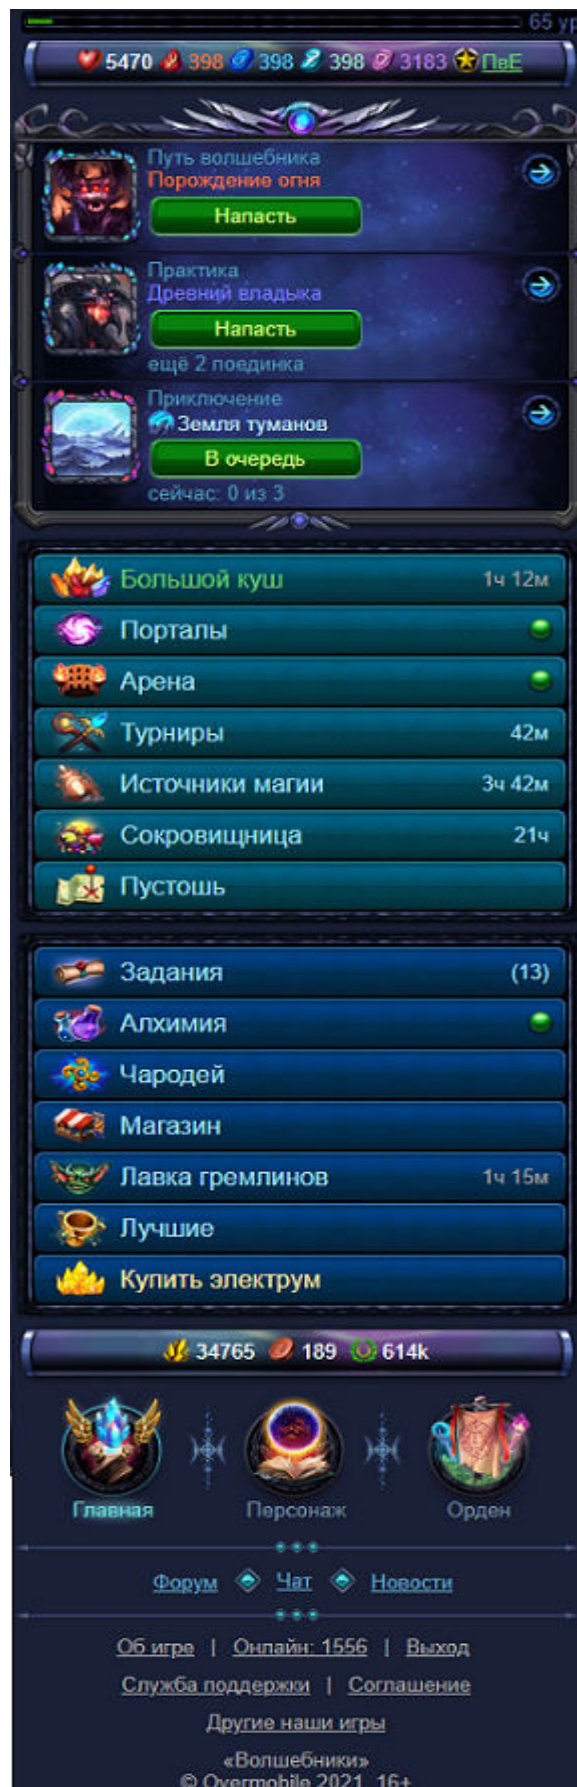 65 ур
5470 398 398 398 3183 ПвЕ
Путь волшебника
Порождение огня
Напасть
Практика
Древний владыка
Напасть
ещё 2 поединка
Приключение
Земля туманов
В очередь
сейчас: 0 из 3
Большой куш 1ч 12м
Порталы
Арена
Турниры 42м
Источники магии 3ч 42м
Сокровищница 21ч
Пустошь
Задания (13)
Алхимия
Чародей
Магазин
Лавка гремлинов 1ч 15м
Лучшие
Купить электрум
34765 189 614k
Главная Персонаж Орден
Форум Чат Новости
Об игре | Онлайн: 1556 | Выход
Служба поддержки | Соглашение
Другие наши игры
«Волшебники»
© Overmobile 2021, 16+